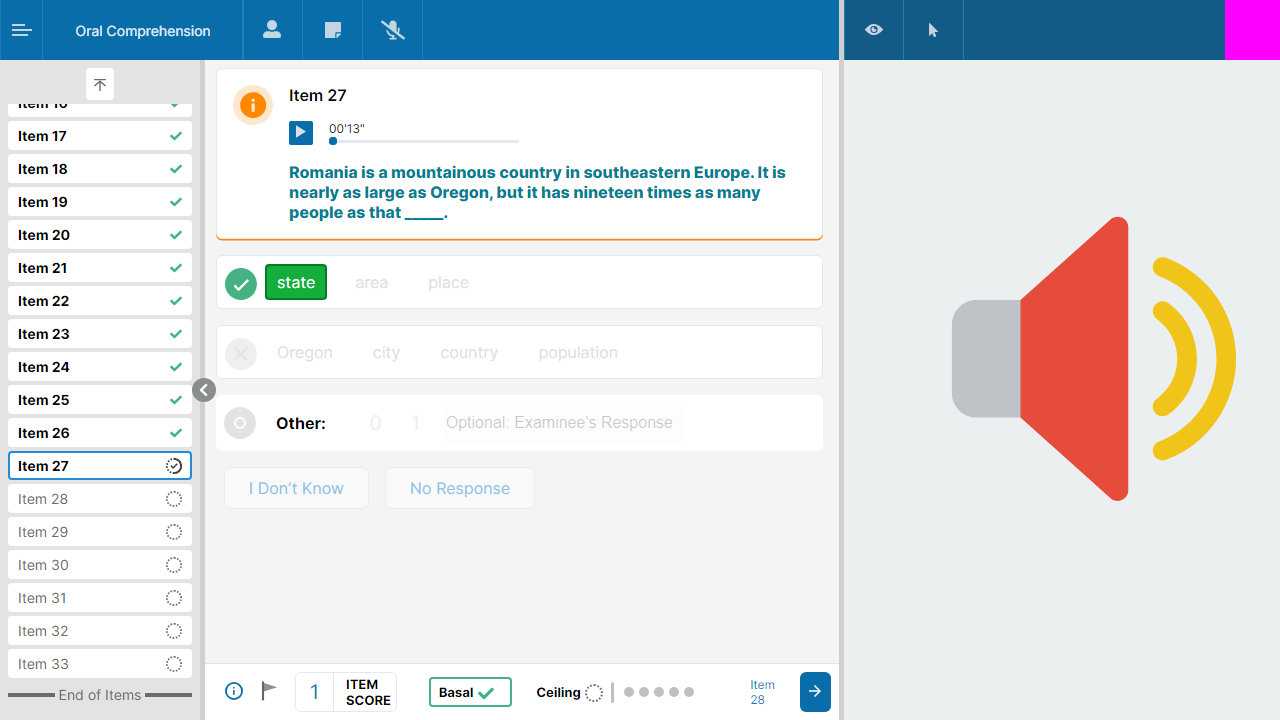 Oral Comprehension
Item 16
Item 17
Item 18
Item 19
Item 20
Item 21
Item 22
Item 23
Item 24
Item 25
Item 26
Item 27
Item 28
Item 29
Item 30
Item 31
Item 32
Item 33
End of Items
Item 27
00'13"
Romania is a mountainous country in southeastern Europe. It is
nearly as large as Oregon, but it has nineteen times as many
people as that _____.
state area place
Oregon city country population
Other: 0 1 Optional: Examinee's Response
I Don't Know No Response
1 ITEM
SCORE
Basal
Ceiling
Item
28